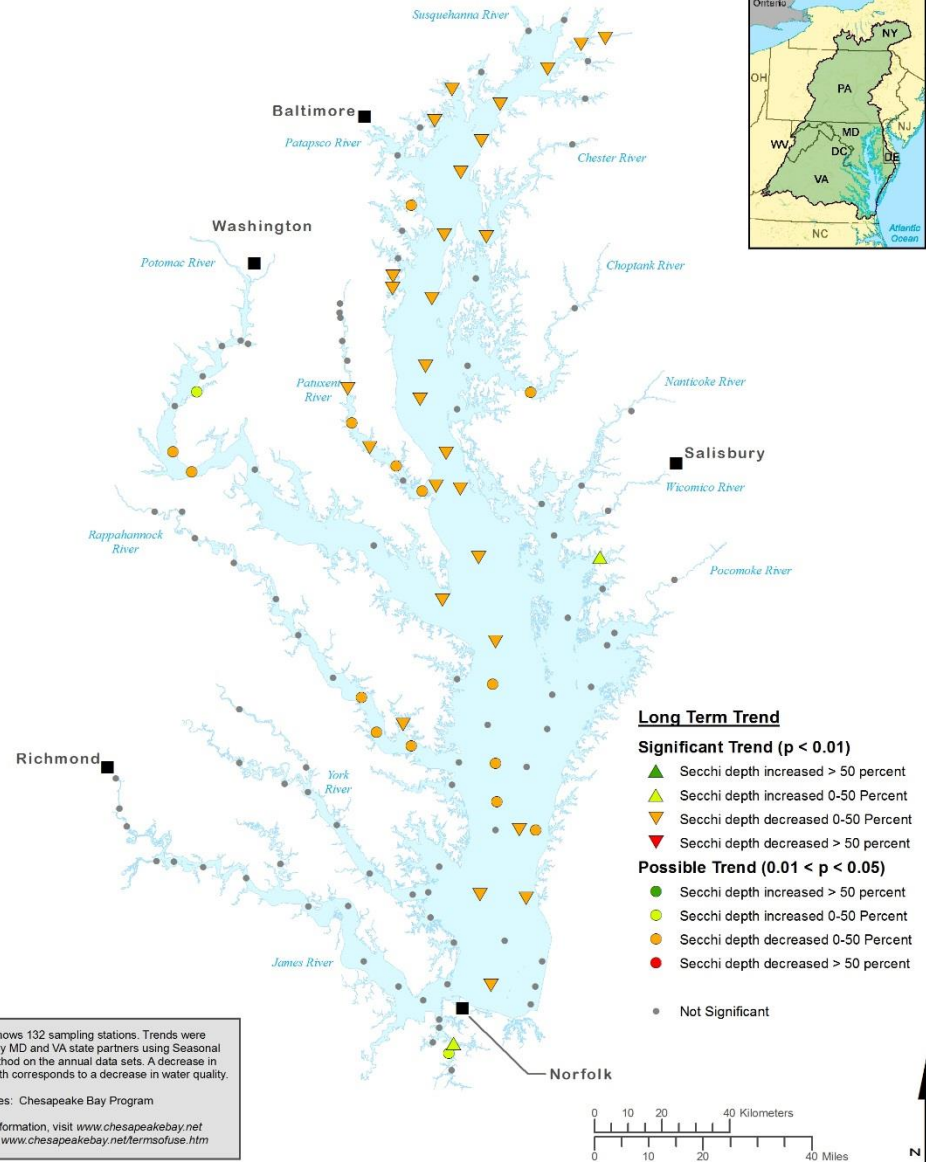 Susquehanna River
Baltimore
Patapsco River
Chester River
Washington
Potomac River
Choptank River
Patuxent
River
Nanticoke River
Salisbury
Wicomico River
Rappahannock
River
Pocomoke River
Richmond
York
River
James River
Norfolk
NY
OH
PA
NJ
MD
WV
DC
DE
VA
NC
Atlantic
Ocean
Long Term Trend
Significant Trend (p < 0.01)
Secchi depth increased > 50 percent
Secchi depth increased 0-50 Percent
Secchi depth decreased 0-50 Percent
Secchi depth decreased > 50 percent
Possible Trend (0.01 < p < 0.05)
Secchi depth increased > 50 percent
Secchi depth increased 0-50 Percent
Secchi depth decreased 0-50 Percent
Secchi depth decreased > 50 percent
Not Significant
132 sampling stations. Trends were
MD and VA state partners using Seasonal
on the annual data sets. A decrease in
corresponds to a decrease in water quality.
Chesapeake Bay Program
visit www.chesapeakebay.net
www.chesapeakebay.net/termsofuse.htm
0 10 20 40 Kilometers
0 10 20 40 Miles
N